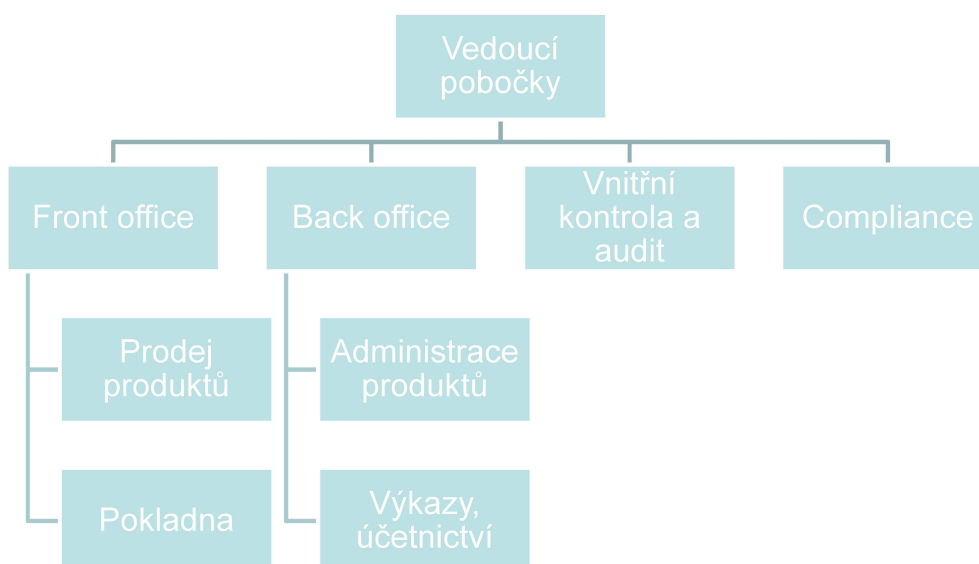 Vedoucí
pobočky
Front office
Back office
Vnitřní
kontrola a
audit
Compliance
Prodej
produktů
Administrace
produktů
Pokladna
Výkazy,
účetnictví